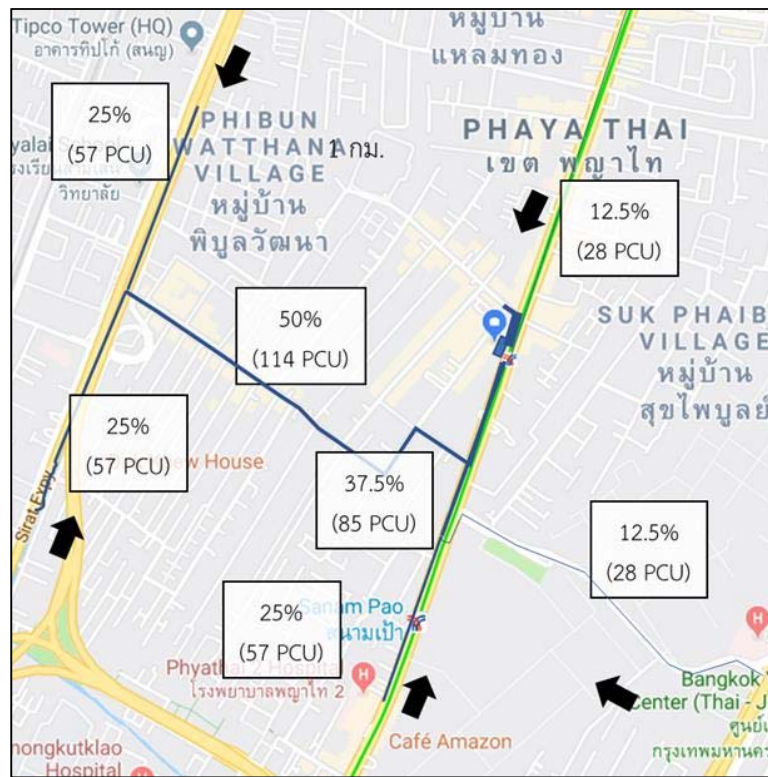 Tipco Tower (HQ)
อาคารทิปโก้ (สนญ)
หมู่บ้าน
แหลมทอง
25%
(57 PCU)
PHIBUN
WATTHANA
VILLAGE
หมู่บ้าน
พิบูลวัฒนา
1 กม.
วิทยาลัย
PHAYA THAI
เขต พญาไท
12.5%
(28 PCU)
50%
(114 PCU)
SUK PHAIB
VILLAGE
หมู่บ้าน
สุขไพบูลย์
25%
(57 PCU)
House
Sirat Expy
37.5%
(85 PCU)
12.5%
(28 PCU)
25%
(57 PCU)
Sanam Pao
สนามเป้า
Phyathai 2 Hospital
โรงพยาบาลพญาไท 2
H
H
Bangkok
Center (Thai - J
ศูนย์เ
กรุงเทพมหานคร
Café Amazon
mongkutklao
Hospital
H